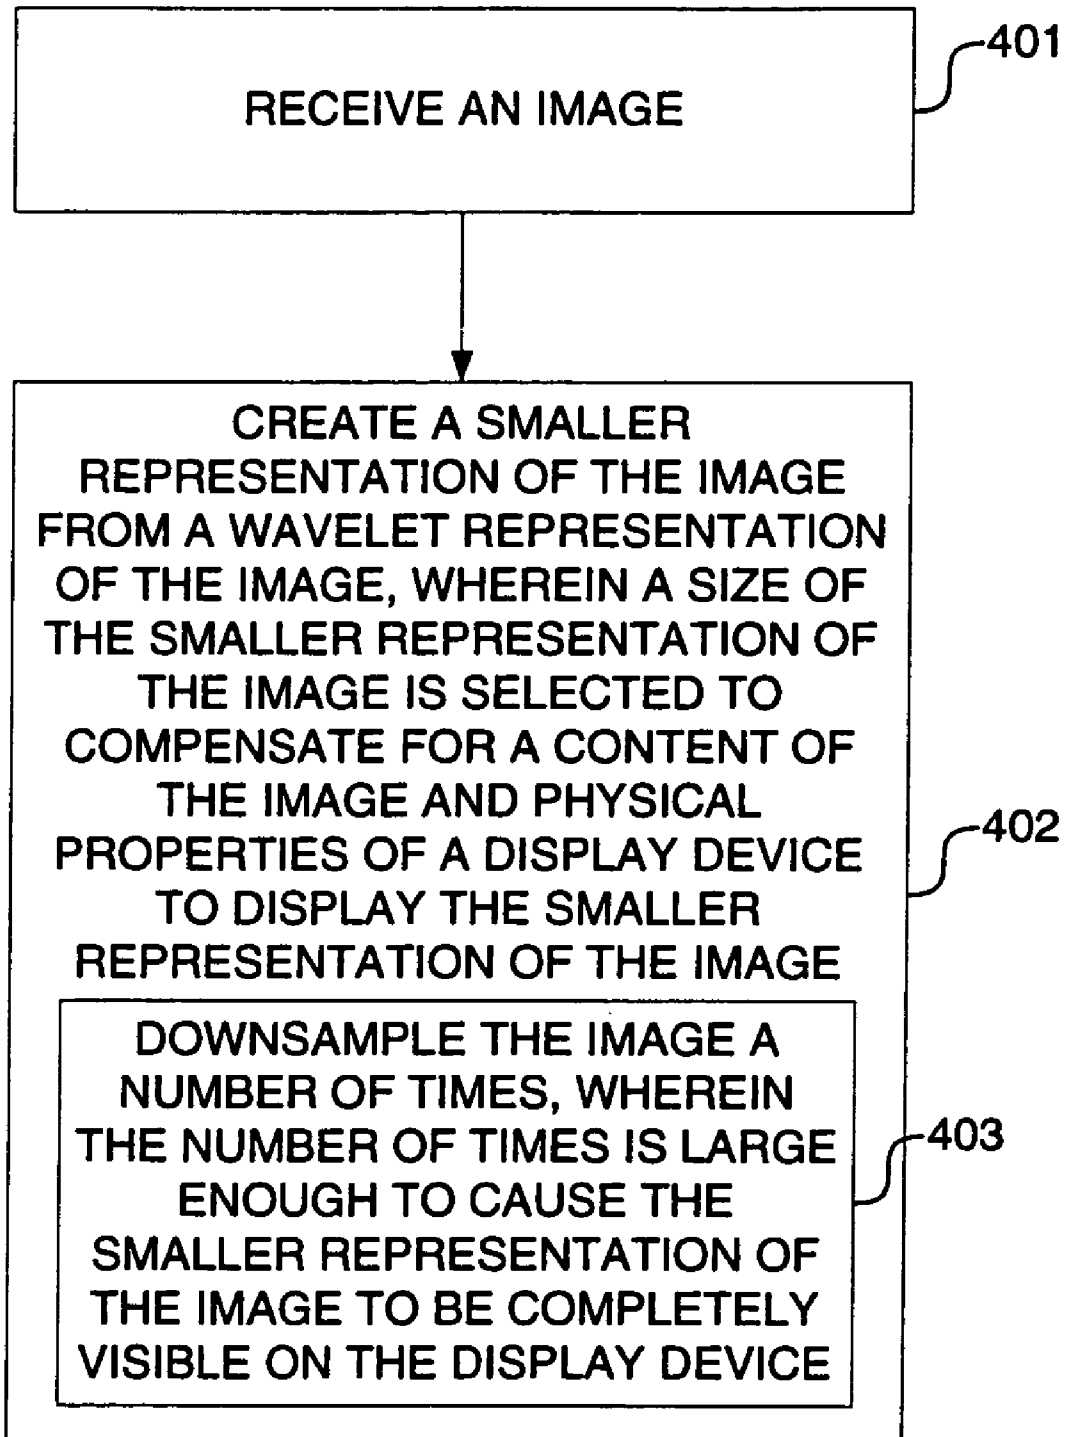 RECEIVE AN IMAGE
401
CREATE A SMALLER
REPRESENTATION OF THE IMAGE
FROM A WAVELET REPRESENTATION
OF THE IMAGE, WHEREIN A SIZE OF
THE SMALLER REPRESENTATION OF
THE IMAGE IS SELECTED TO
COMPENSATE FOR A CONTENT OF
THE IMAGE AND PHYSICAL
PROPERTIES OF A DISPLAY DEVICE
TO DISPLAY THE SMALLER
REPRESENTATION OF THE IMAGE
402
DOWNSAMPLE THE IMAGE A
NUMBER OF TIMES, WHEREIN
THE NUMBER OF TIMES IS LARGE
ENOUGH TO CAUSE THE
SMALLER REPRESENTATION OF
THE IMAGE TO BE COMPLETELY
VISIBLE ON THE DISPLAY DEVICE
403